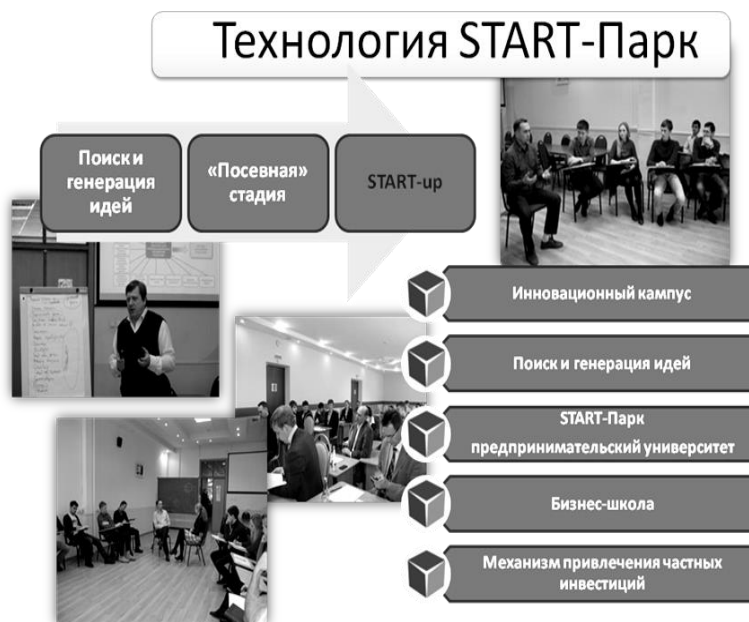 Технология START-Парк
Поиск и
генерация
идей
«Посевная»
стадия
START-up
Инновационный кампус
Поиск и генерация идей
START-Парк
предпринимательский университет
Бизнес-школа
Механизм привлечения частных
инвестиций